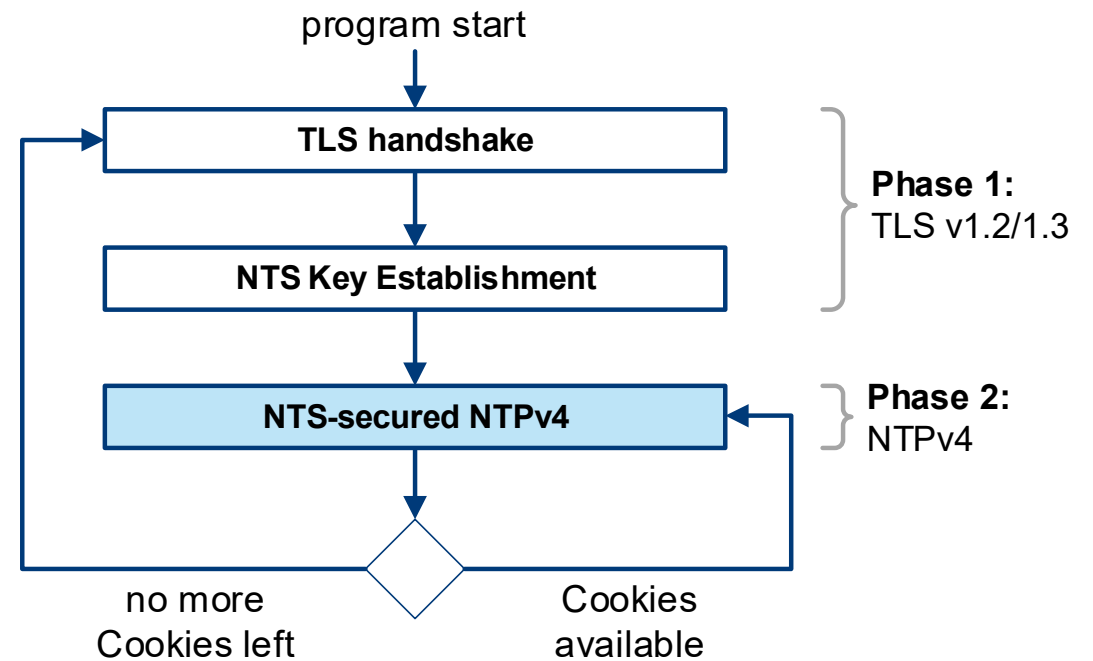 program start
TLS handshake
Phase 1:
TLS v1.2/1.3
NTS Key Establishment
NTS-secured NTPv4
Phase 2:
NTPv4
no more
Cookies left
Cookies
available